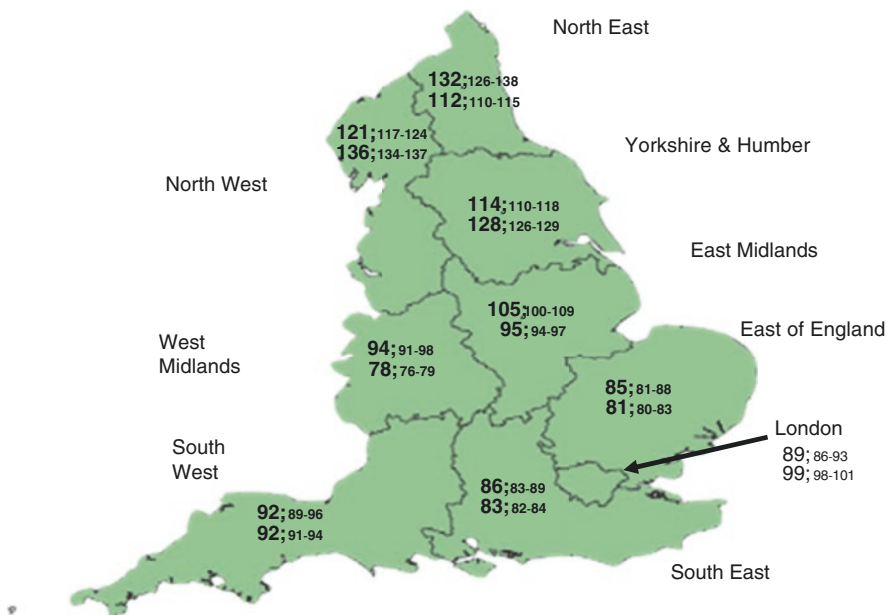 North East
132;126-138
112;110-115
121;117-124
136;134-137
Yorkshire & Humber
North West
114;110-118
128;126-129
East Midlands
105;100-109
95;94-97
East of England
West
Midlands
94;91-98
78;76-79
85;81-88
81;80-83
London
89;86-93
99;98-101
South
West
86;83-89
83;82-84
92;89-96
92;91-94
South East